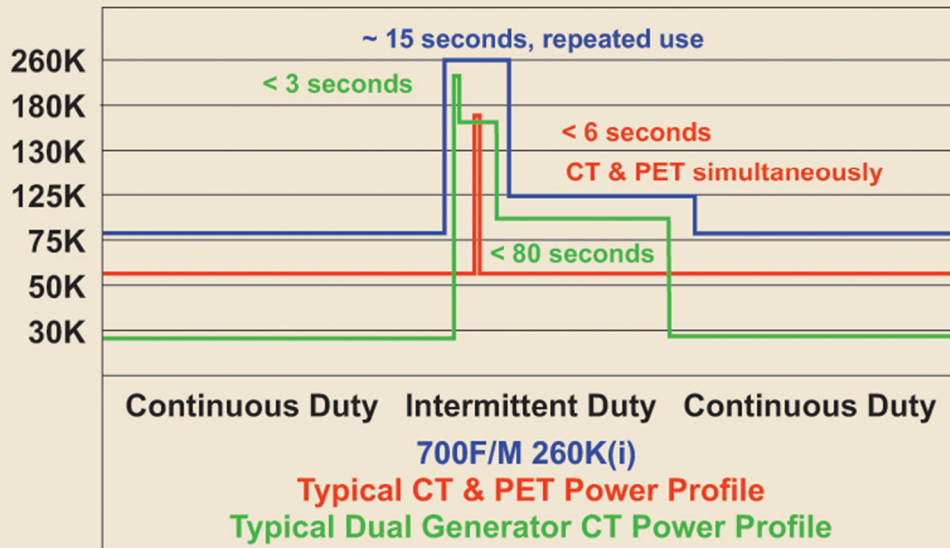 ~ 15 seconds, repeated use
260K
< 3 seconds
180K
< 6 seconds
130K
CT & PET simultaneously
125K
75K
< 80 seconds
50K
30K
Continuous Duty Intermittent Duty Continuous Duty
700F/M 260K(i)
Typical CT & PET Power Profile
Typical Dual Generator CT Power Profile